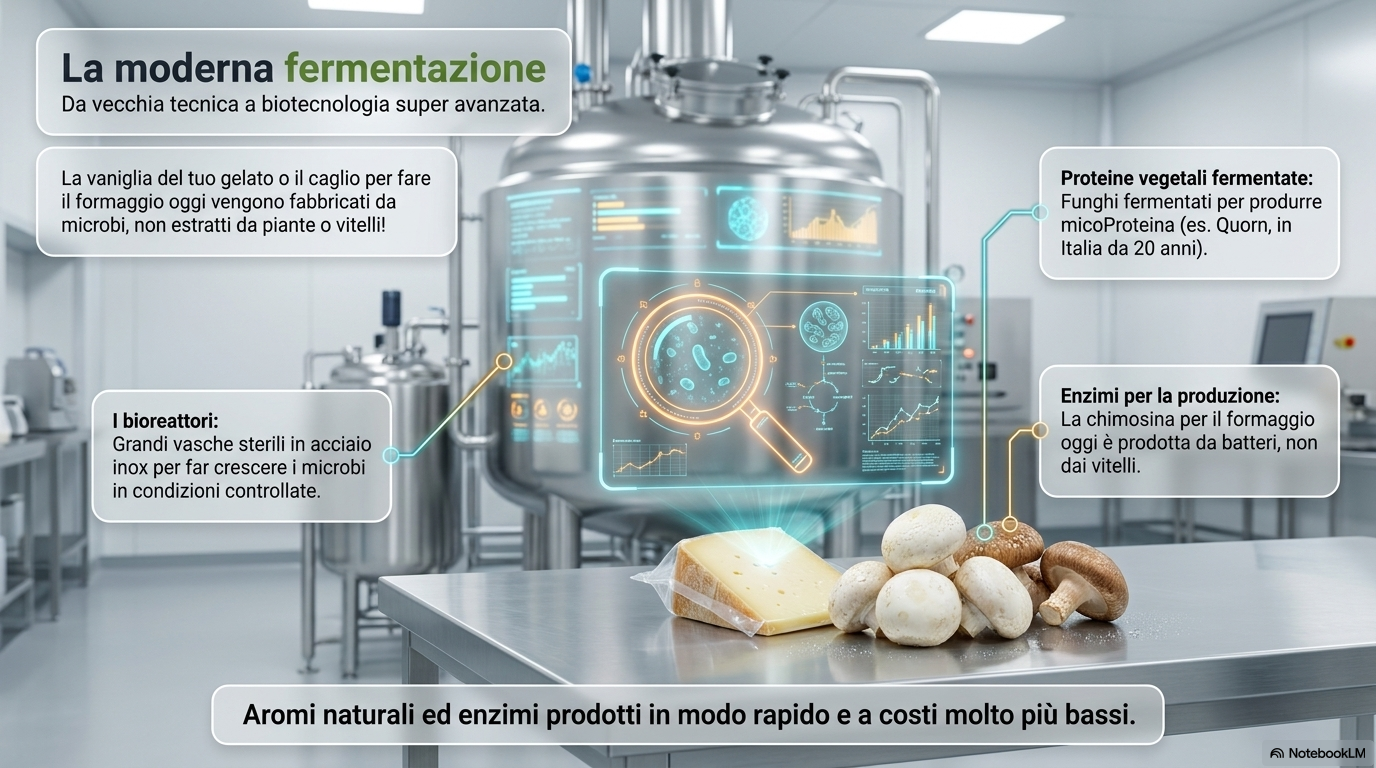 La moderna fermentazione
Da vecchia tecnica a biotecnologia super avanzata.
La vaniglia del tuo gelato o il caglio per fare
il formaggio oggi vengono fabbricati da
microbi, non estratti da piante o vitelli!
I bioreattori:
Grandi vasche sterili in acciaio
inox per far crescere i microbi
in condizioni controllate.
Proteine vegetali fermentate:
Funghi fermentati per produrre
micoProteina (es. Quorn, in
Italia da 20 anni).
Enzimi per la produzione:
La chimosina per il formaggio
oggi è prodotta da batteri, non
dai vitelli.
Aromi naturali ed enzimi prodotti in modo rapido e a costi molto più bassi.
NotebookLM